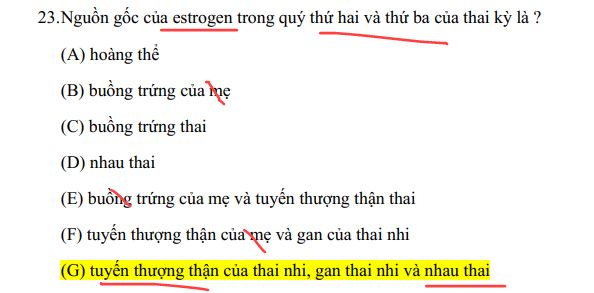 23.Nguồn gốc của estrogen trong quý thứ hai và thứ ba của thai kỳ là ?
(A) hoàng thể
(B) buồng trứng của mẹ
(C) buồng trứng thai
(D) nhau thai
(E) buồng trứng của mẹ và tuyến thượng thận thai
(F) tuyến thượng thận của mẹ và gan của thai nhi
(G) tuyến thượng thận của thai nhi, gan thai nhi và nhau thai